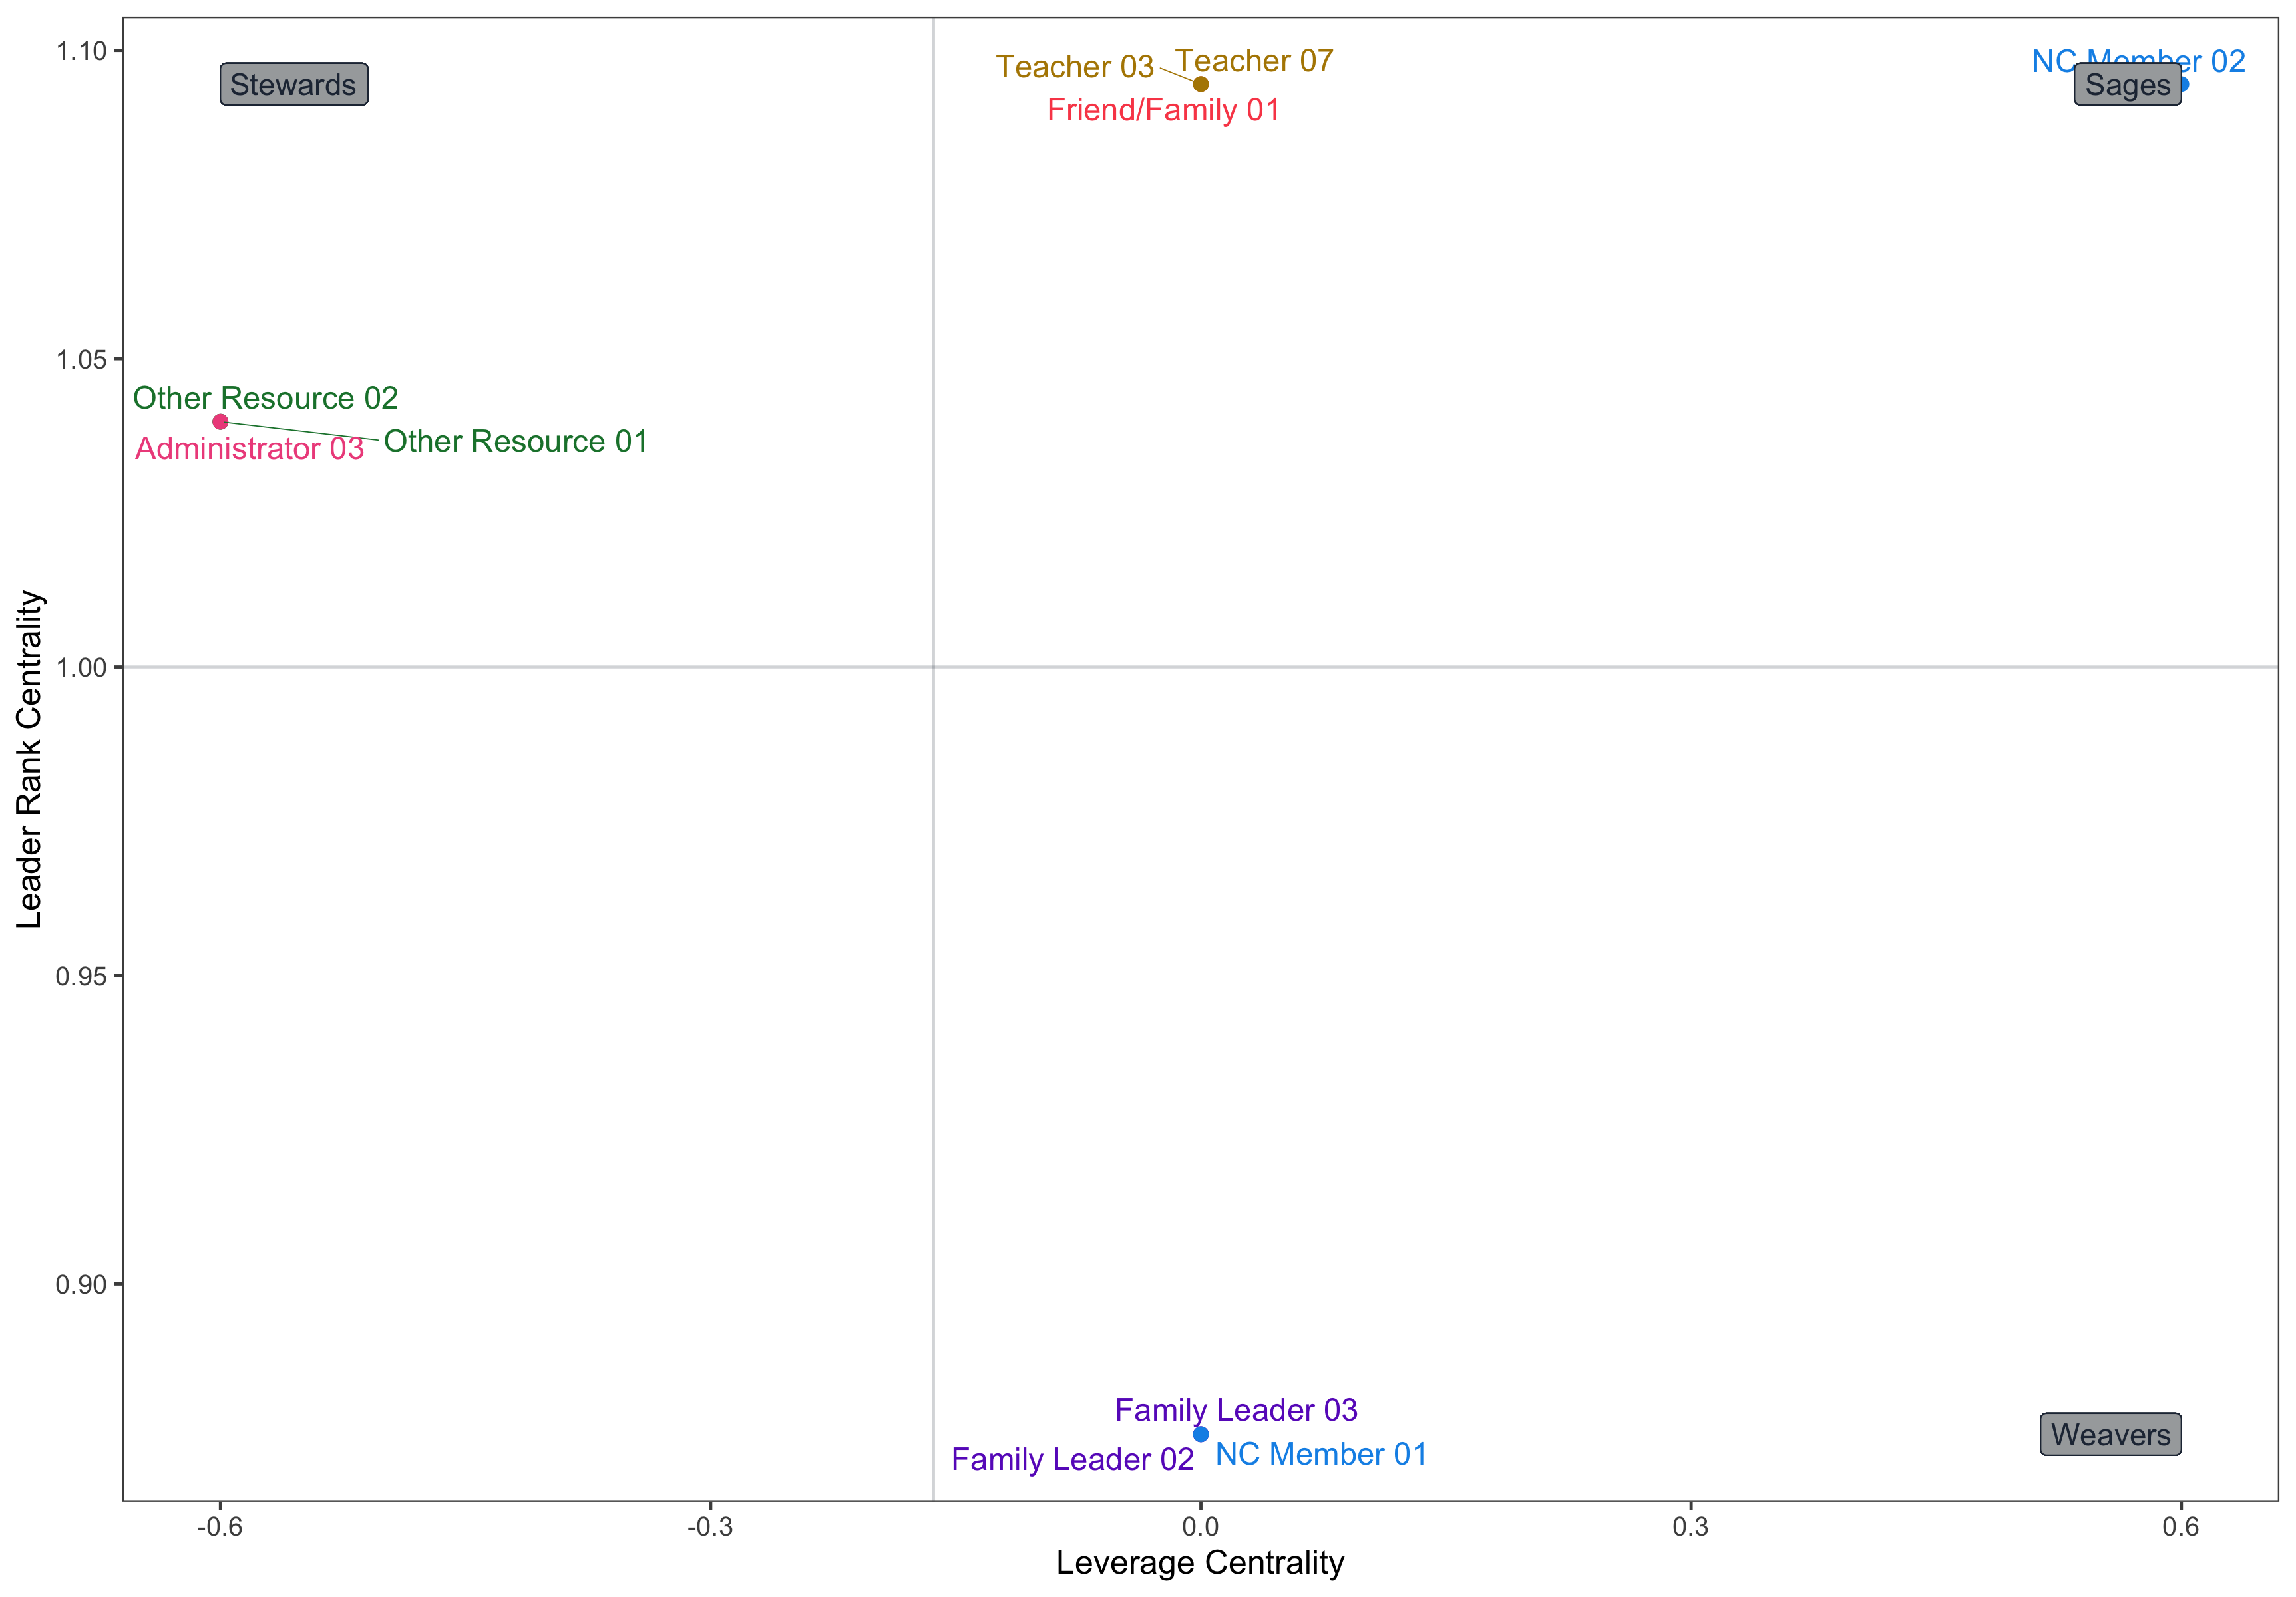 1.10
Stewards
Teacher 03
Teacher 07
Friend/Family 01
NC Member 02
Sages
1.05
Other Resource 02
Other Resource 01
Administrator 03
1.00
Leader Rank Centrality
0.95
0.90
Family Leader 03
Family Leader 02
NC Member 01
Weavers
-0.6
-0.3
0.0
0.3
0.6
Leverage Centrality